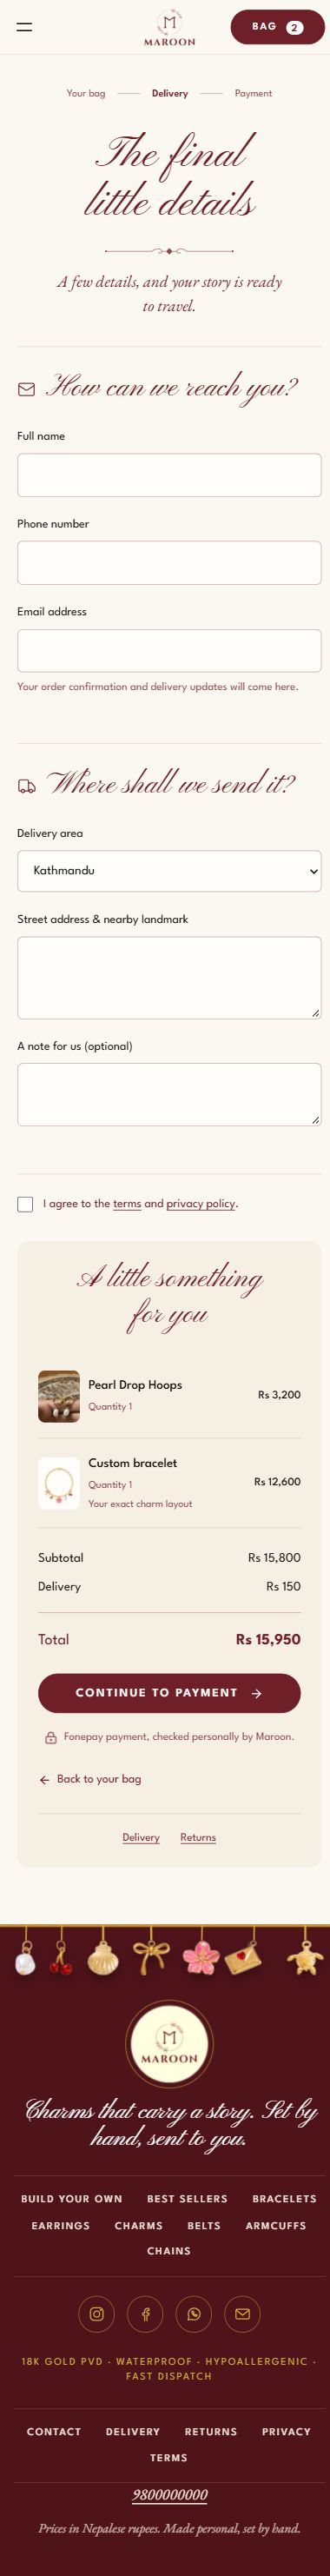 MAROON
BAG 2
Your bag Delivery Payment
The final
little details
A few details, and your story is ready
to travel.
How can we reach you?
Full name
Phone number
Email address
Your order confirmation and delivery updates will come here.
Where shall we send it?
Delivery area
Kathmandu
Street address & nearby landmark
A note for us (optional)
I agree to the terms and privacy policy.
A little something
for you
Pearl Drop Hoops
Quantity 1
Rs 3,200
Custom bracelet
Quantity 1
Your exact charm layout
Rs 12,600
Subtotal Rs 15,800
Delivery Rs 150
Total Rs 15,950
CONTINUE TO PAYMENT →
Fonepay payment, checked personally by Maroon.
← Back to your bag
Delivery Returns
MAROON
Charms that carry a story. Set by
hand, sent to you.
BUILD YOUR OWN BEST SELLERS BRACELETS
EARRINGS CHARMS BELTS ARMCUFFS
CHAINS
18K GOLD PVD · WATERPROOF · HYPOALLERGENIC ·
FAST DISPATCH
CONTACT DELIVERY RETURNS PRIVACY
TERMS
9800000000
Prices in Nepalese rupees. Made personal, set by hand.